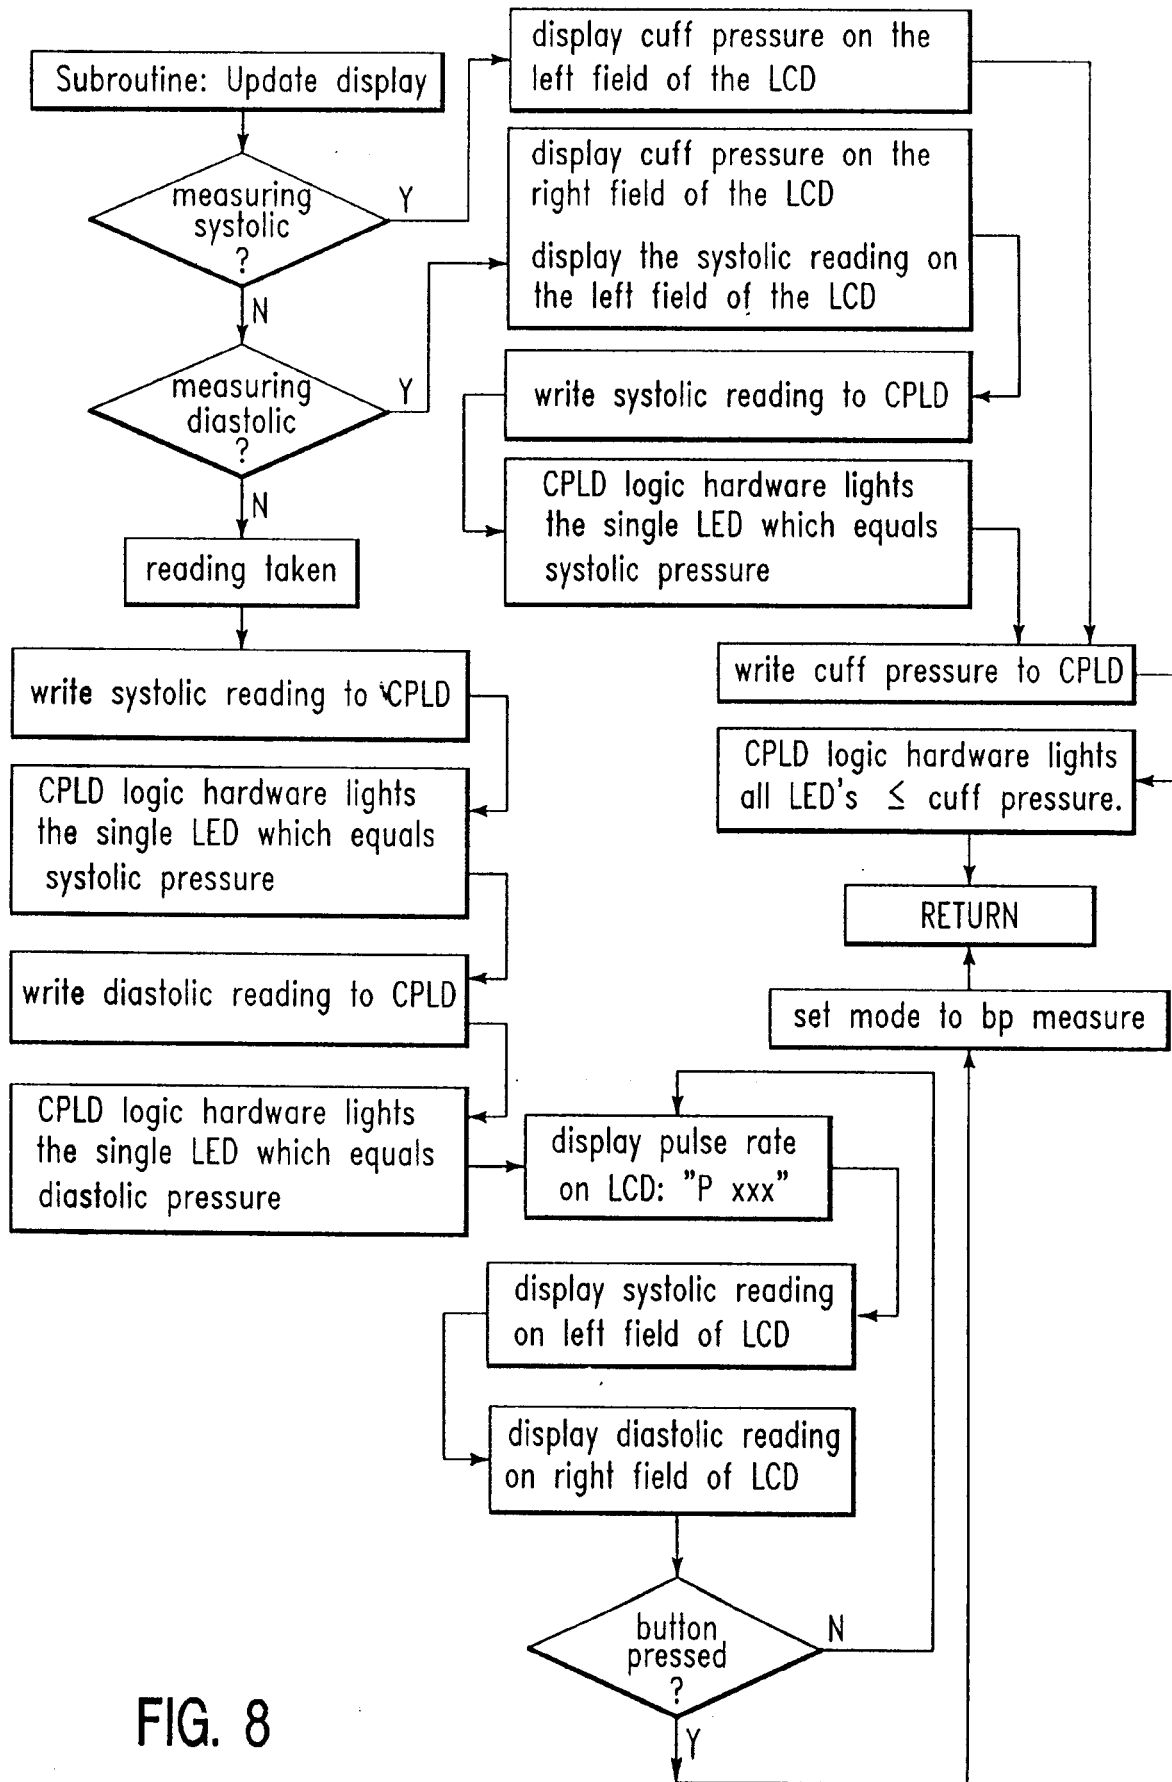 Subroutine: Update display
display cuff pressure on the
left field of the LCD
measuring
systolic
?
Y
N
display cuff pressure on the
right field of the LCD
display the systolic reading on
the left field of the LCD
measuring
diastolic
?
Y
N
write systolic reading to CPLD
CPLD logic hardware lights
the single LED which equals
systolic pressure
reading taken
write systolic reading to CPLD
CPLD logic hardware lights
the single LED which equals
systolic pressure
write diastolic reading to CPLD
CPLD logic hardware lights
the single LED which equals
diastolic pressure
write cuff pressure to CPLD
CPLD logic hardware lights
all LED's ≤ cuff pressure.
RETURN
set mode to bp measure
display pulse rate
on LCD: "P xxx"
display systolic reading
on left field of LCD
display diastolic reading
on right field of LCD
button
pressed
?
N
Y
FIG. 8